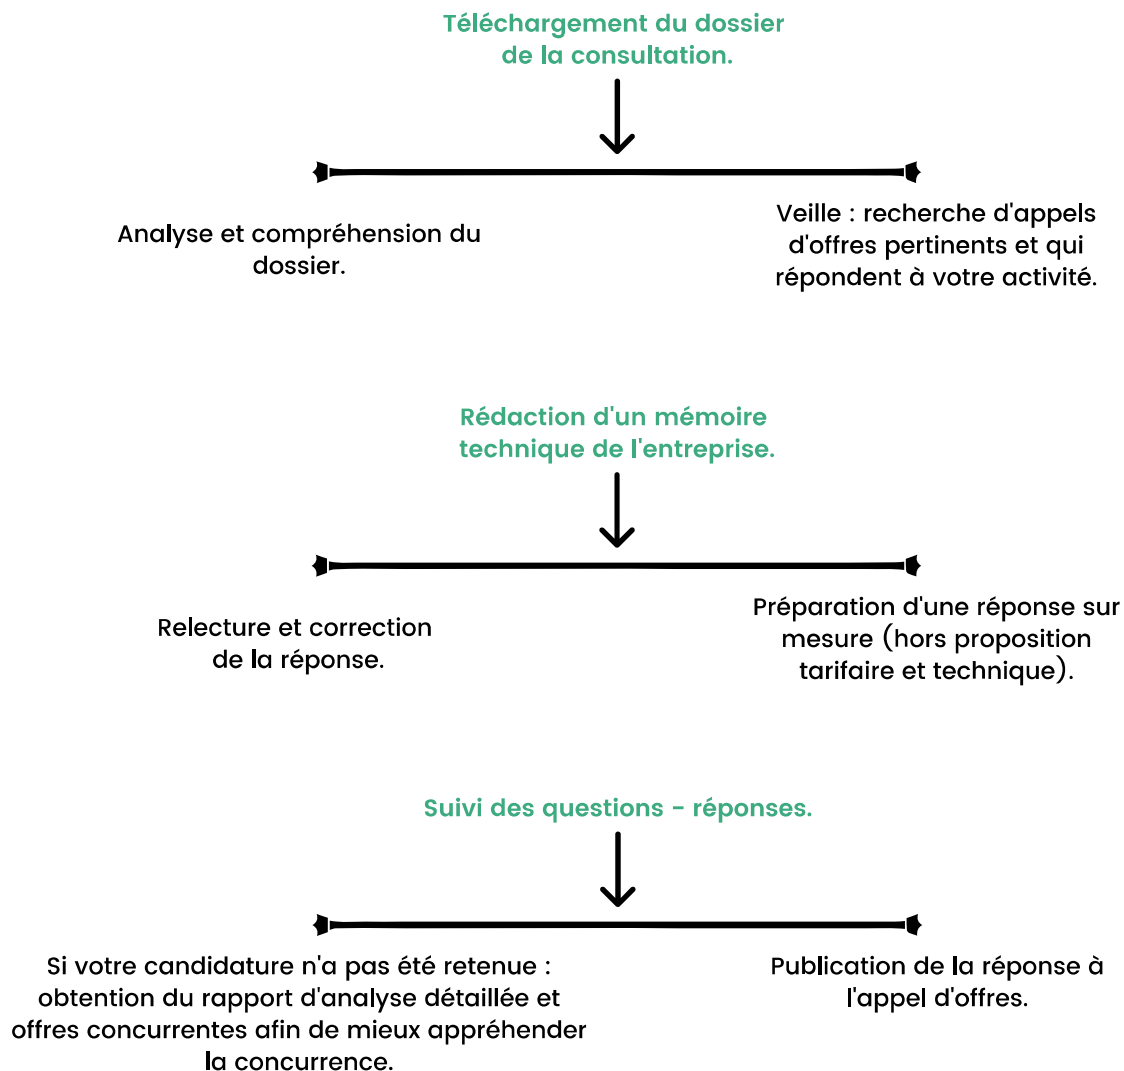 Téléchargement du dossier
de la consultation.
Analyse et compréhension du
dossier.
Veille : recherche d'appels
d'offres pertinents et qui
répondent à votre activité.
Rédaction d'un mémoire
technique de l'entreprise.
Relecture et correction
de la réponse.
Préparation d'une réponse sur
mesure (hors proposition
tarifaire et technique).
Suivi des questions - réponses.
Si votre candidature n'a pas été retenue :
obtention du rapport d'analyse détaillée et
offres concurrentes afin de mieux appréhender
la concurrence.
Publication de la réponse à
l'appel d'offres.